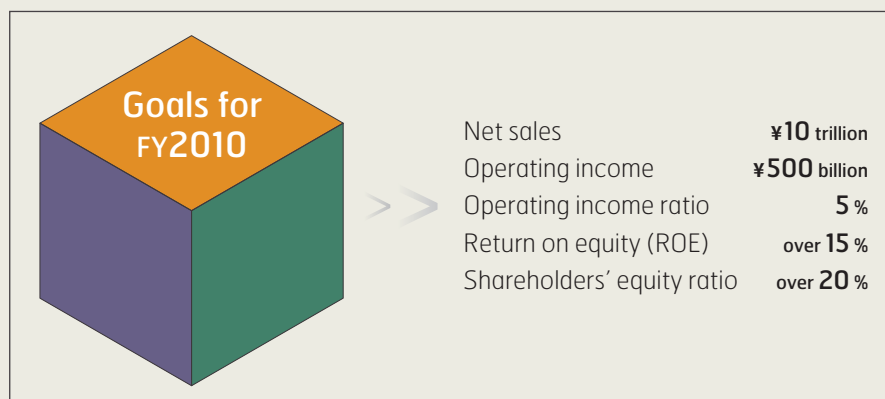 Goals for
FY2010
Net sales ¥10 trillion
Operating income ¥500 billion
Operating income ratio 5 %
Return on equity (ROE) over 15 %
Shareholders’ equity ratio over 20 %